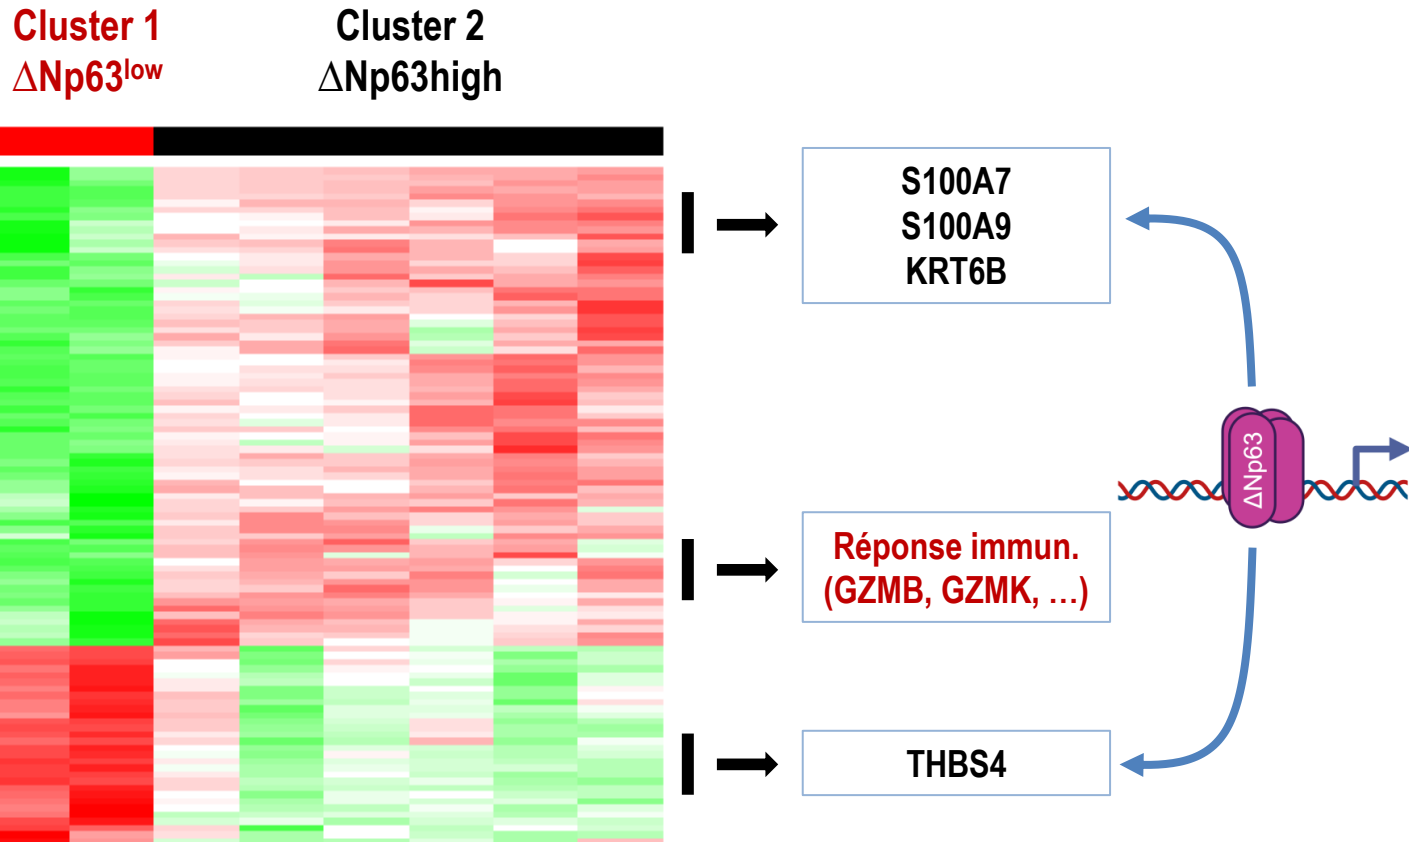 Cluster 1
ΔNp63low
Cluster 2
ΔNp63high
S100A7
S100A9
KRT6B
ΔNp63
Réponse immun.
(GZMB, GZMK, …)
THBS4